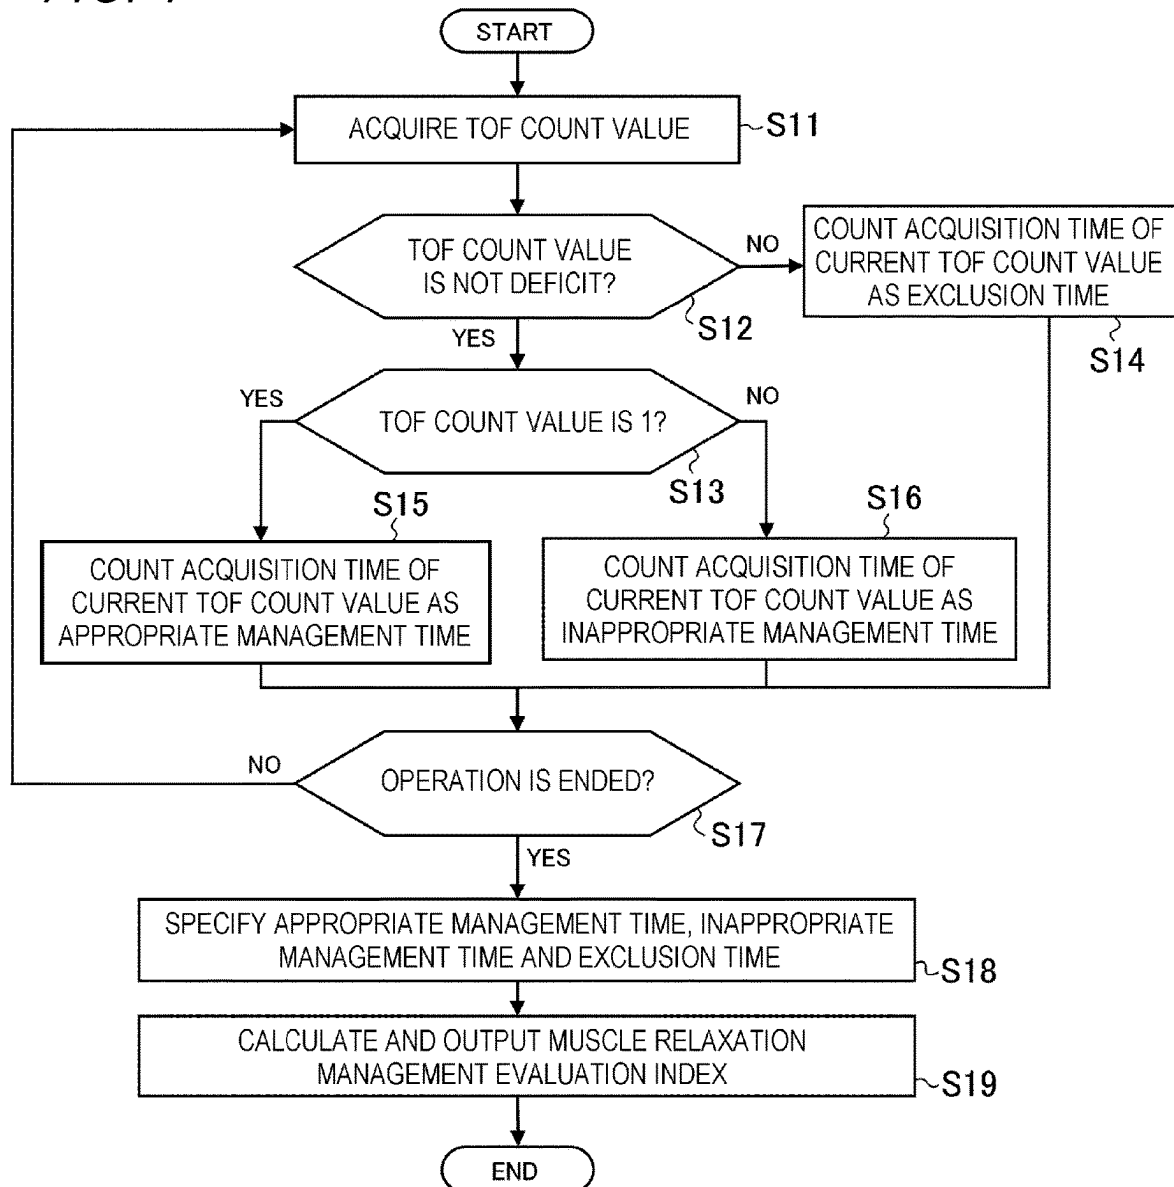 START
ACQUIRE TOF COUNT VALUE
S11
TOF COUNT VALUE
IS NOT DEFICIT?
S12
NO
COUNT ACQUISITION TIME OF
CURRENT TOF COUNT VALUE
AS EXCLUSION TIME
S14
YES
TOF COUNT VALUE IS 1?
S13
YES
NO
S15
COUNT ACQUISITION TIME OF
CURRENT TOF COUNT VALUE AS
APPROPRIATE MANAGEMENT TIME
S16
COUNT ACQUISITION TIME OF
CURRENT TOF COUNT VALUE AS
INAPPROPRIATE MANAGEMENT TIME
NO
OPERATION IS ENDED?
S17
YES
SPECIFY APPROPRIATE MANAGEMENT TIME, INAPPROPRIATE
MANAGEMENT TIME AND EXCLUSION TIME
S18
CALCULATE AND OUTPUT MUSCLE RELAXATION
MANAGEMENT EVALUATION INDEX
S19
END